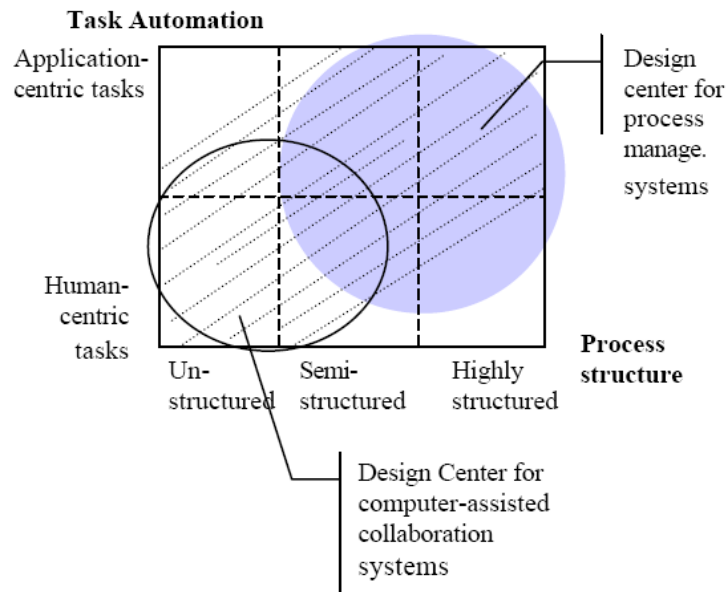 Task Automation
Application-
centric tasks
Design
center for
process
manage.
systems
Human-
centric
tasks
Process
structure
Un-
structured
Semi-
structured
Highly
structured
Design Center for
computer-assisted
collaboration
systems